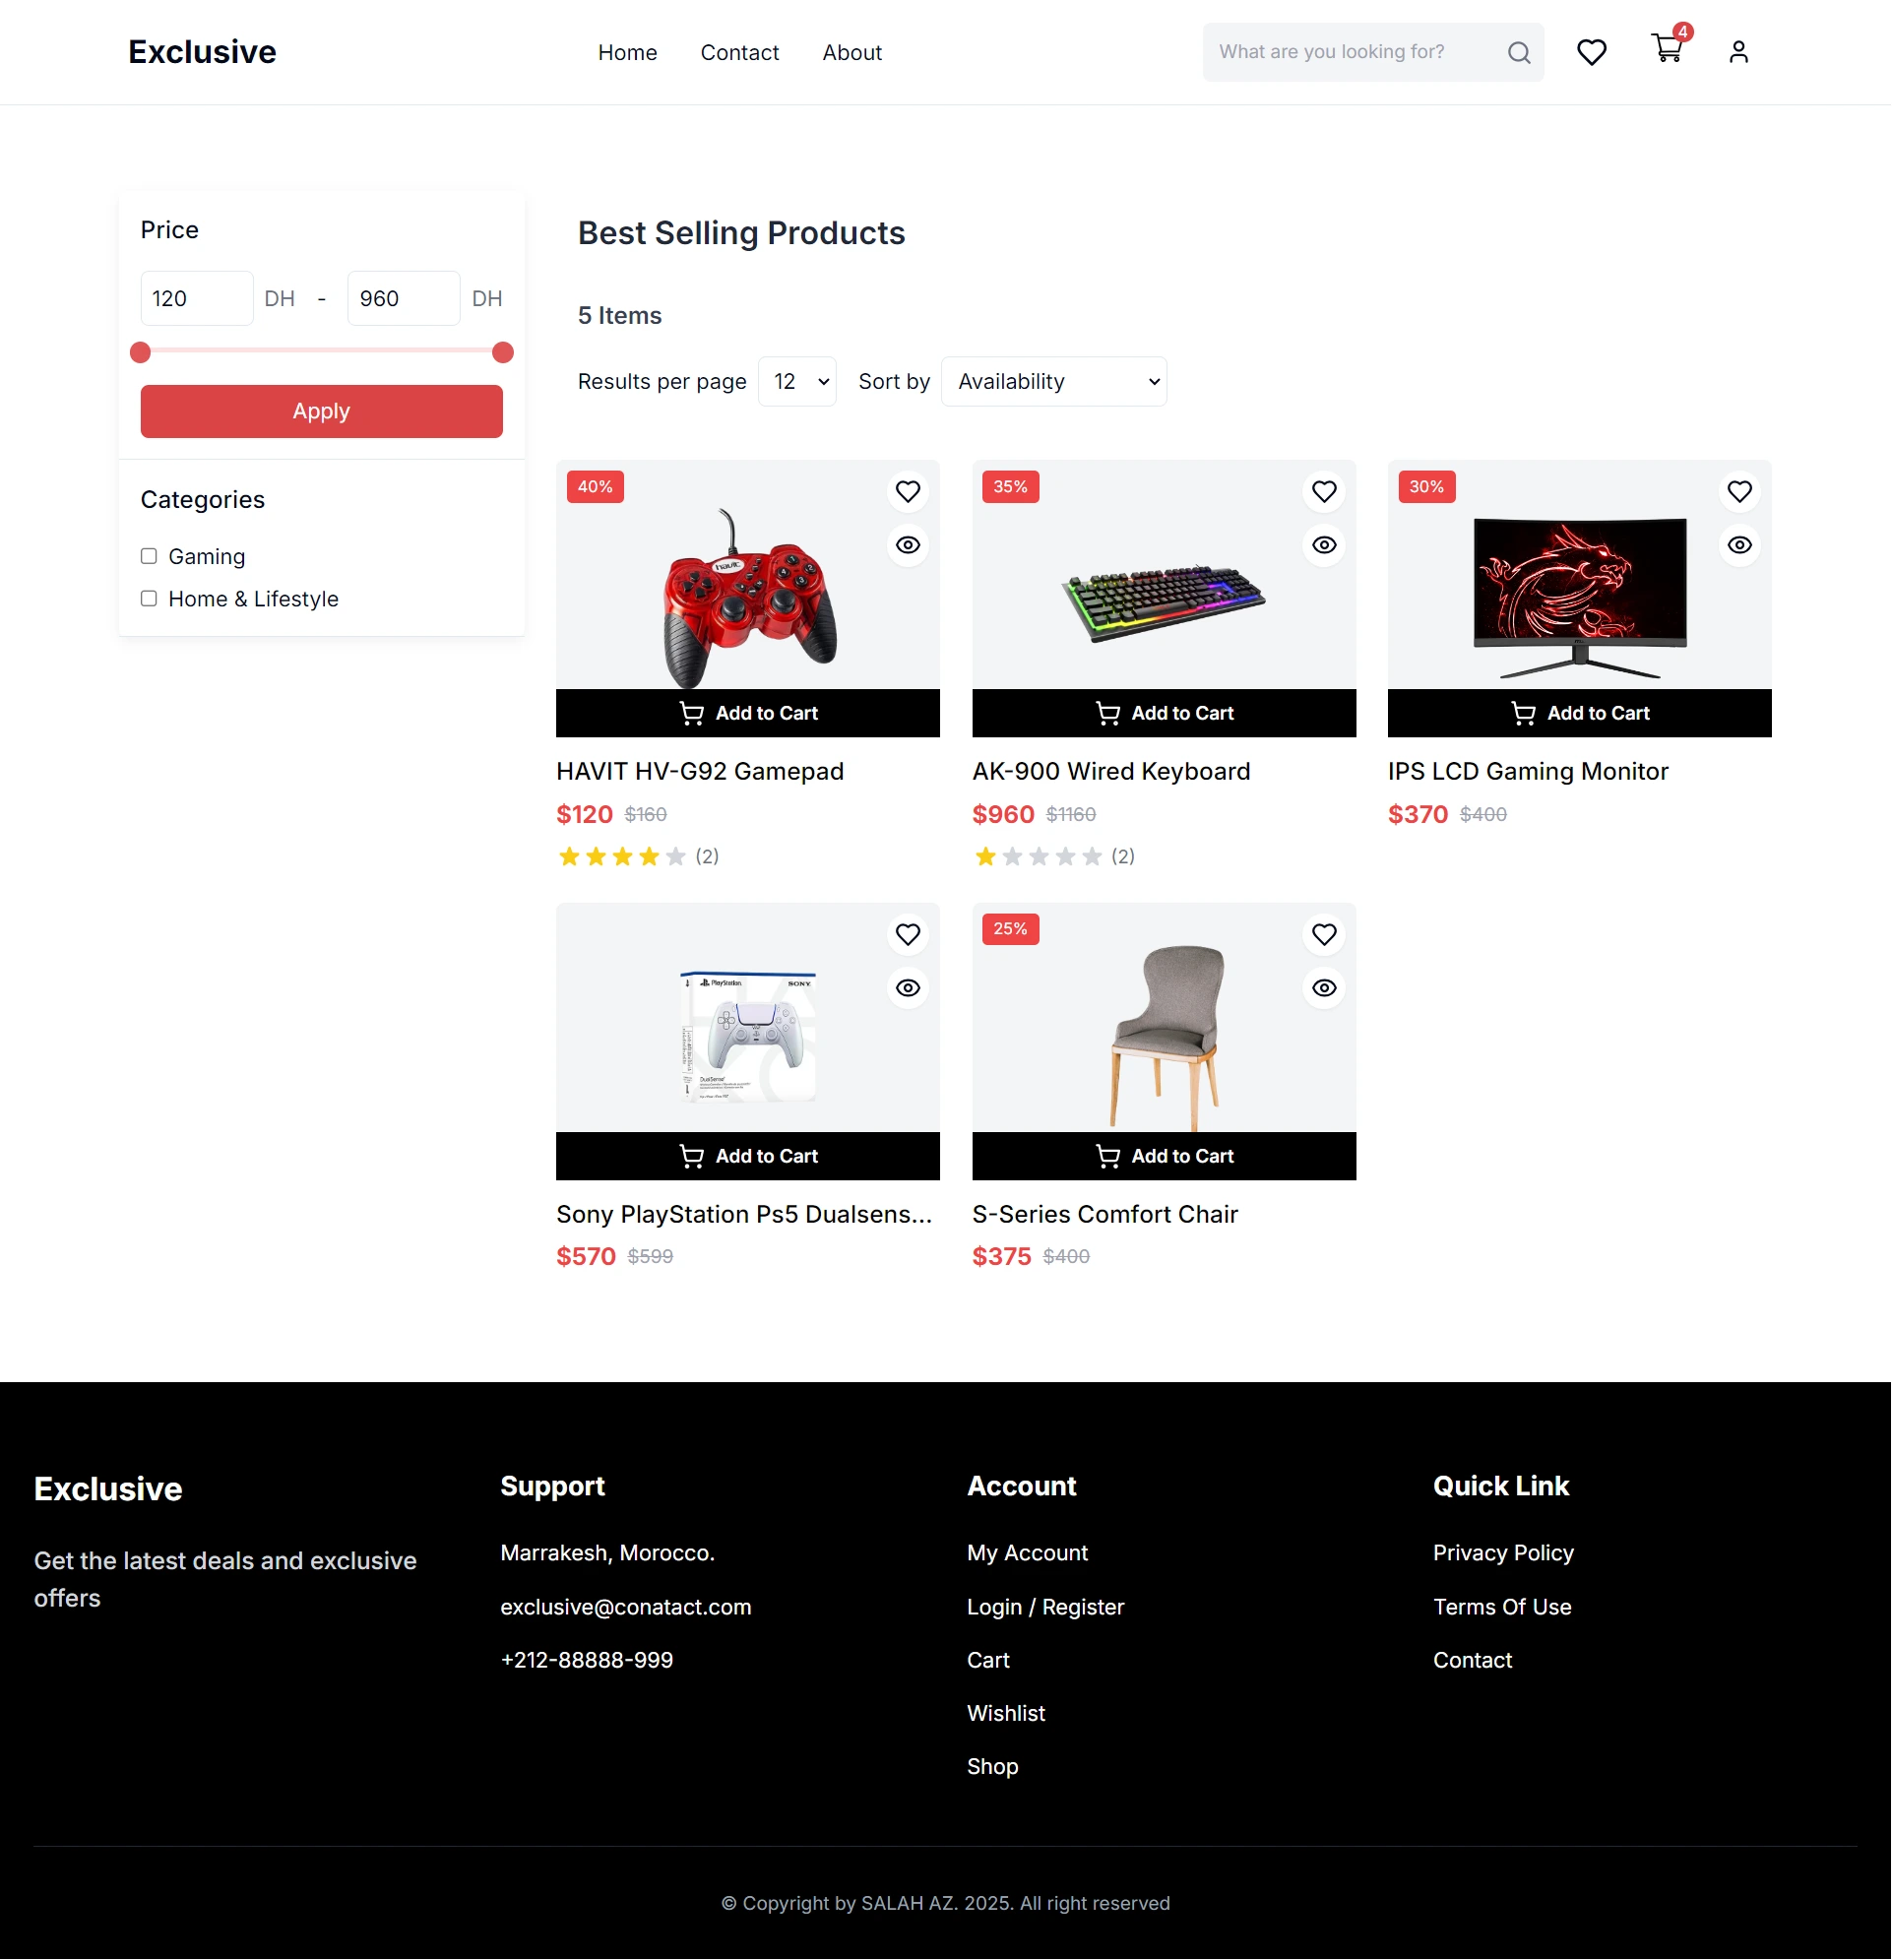 Exclusive
Home Contact About
What are you looking for?
4
Price
120 DH - 960 DH
Apply
Categories
Gaming
Home & Lifestyle
Best Selling Products
5 Items
Results per page 12 Sort by Availability
40%
havit
Add to Cart
HAVIT HV-G92 Gamepad
$120 $160
(2)
35%
Add to Cart
AK-900 Wired Keyboard
$960 $1160
(2)
30%
Add to Cart
IPS LCD Gaming Monitor
$370 $400
PlayStation. SONY.
DualSense
Add to Cart
Sony PlayStation Ps5 Dualsens...
$570 $599
25%
Add to Cart
S-Series Comfort Chair
$375 $400
Exclusive
Get the latest deals and exclusive
offers
Support
Marrakesh, Morocco.
exclusive@conatact.com
+212-88888-999
Account
My Account
Login / Register
Cart
Wishlist
Shop
Quick Link
Privacy Policy
Terms Of Use
Contact
© Copyright by SALAH AZ. 2025. All right reserved